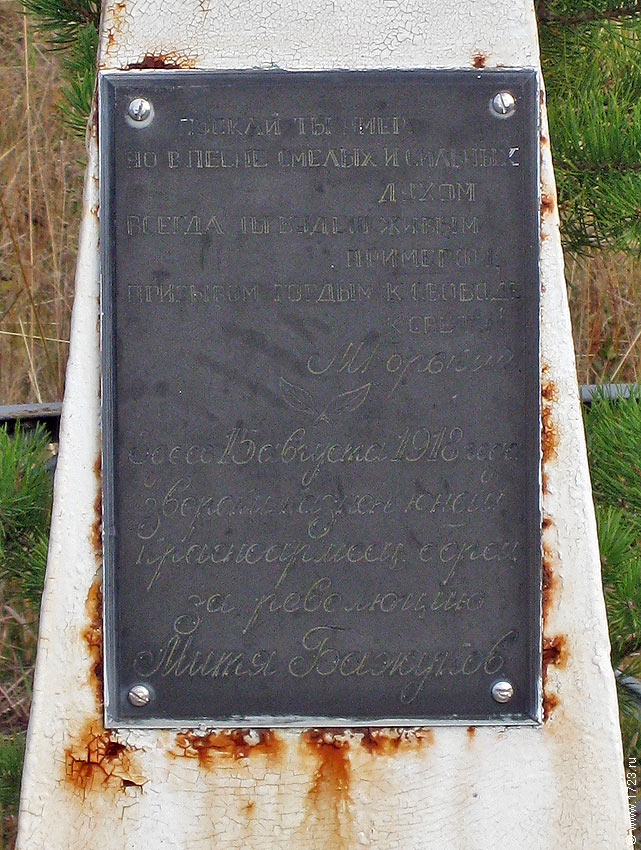 ПУСКАЙ ТЫ УМЕР
НО В ПЕСНЕ СМЕЛЫХ И СИЛЬНЫХ
ДУХОМ
ВСЕГДА ТЫ БУДЕШЬ ЖИВЫМ
ПРИМЕРОМ,
ПРИЗЫВОМ ГОРДЫМ К СВОБОДЕ
К СВЕТУ!
М. Горький
Здесь 15 августа 1918 года
зверски казнен юный
красноармеец, борец
за революцию
Митя Бажуков
© www.1723.ru